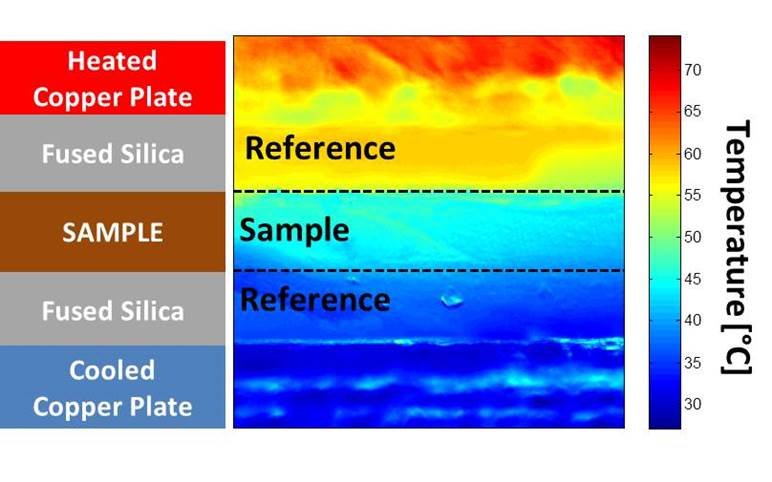 Heated
Copper Plate
Fused Silica
SAMPLE
Fused Silica
Cooled
Copper Plate
Reference
Sample
Reference
70
65
60
55
50
45
40
35
30
Temperature [°C]